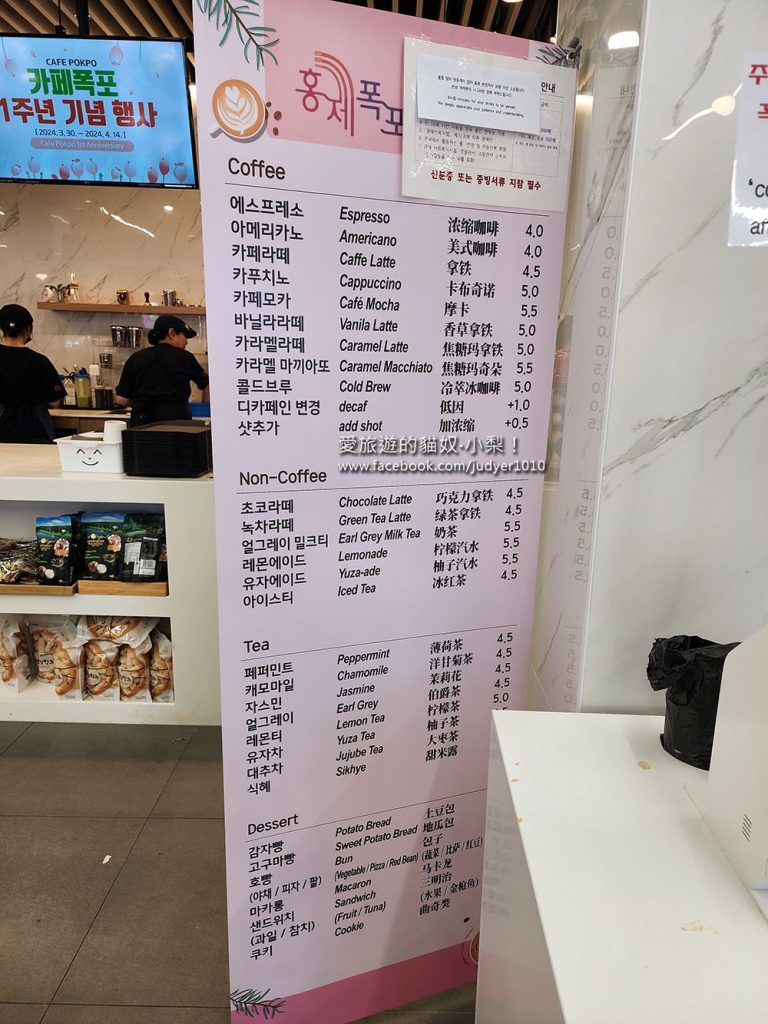 CAFE POKPO
카페폭포
1주년 기념 행사
[ 2024. 3. 30. ~ 2024. 4. 14. ]
Cafe Pokpo 1st Anniversary
홍제폭포
안내
신분증 또는 증빙서류 지참 필수
Coffee
에스프레소 Espresso 浓缩咖啡 4.0
아메리카노 Americano 美式咖啡 4.0
카페라떼 Caffe Latte 拿铁 4.5
카푸치노 Cappuccino 卡布奇诺 5.0
카페모카 Café Mocha 摩卡 5.5
바닐라라떼 Vanila Latte 香草拿铁 5.0
카라멜라떼 Caramel Latte 焦糖玛拿铁 5.0
카라멜 마끼아또 Caramel Macchiato 焦糖玛奇朵 5.5
콜드브루 Cold Brew 冷萃冰咖啡 5.0
디카페인 변경 decaf 低因 +1.0
샷추가 add shot 加浓缩 +0.5
愛旅遊的貓奴·小梨！
www.facebook.com/judyer1010
Non-Coffee
초코라떼 Chocolate Latte 巧克力拿铁 4.5
녹차라떼 Green Tea Latte 绿茶拿铁 4.5
얼그레이 밀크티 Earl Grey Milk Tea 奶茶 5.5
레몬에이드 Lemonade 柠檬汽水 5.5
유자에이드 Yuza-ade 柚子汽水 5.5
아이스티 Iced Tea 冰红茶 4.5
Tea
페퍼민트 Peppermint 薄荷茶 4.5
캐모마일 Chamomile 洋甘菊茶 4.5
자스민 Jasmine 茉莉花 4.5
얼그레이 Earl Grey 伯爵茶 4.5
레몬티 Lemon Tea 柠檬茶 5.0
유자차 Yuza Tea 柚子茶
대추차 Jujube Tea 大枣茶
식혜 Sikhye 甜米露
Dessert
감자빵 Potato Bread 土豆包
고구마빵 Sweet Potato Bread 地瓜包
호빵 Bun 包子
(야채 / 피자 / 팥) (Vegetable / Pizza / Red Bean) (蔬菜 / 比萨 / 红豆)
마카롱 Macaron 马卡龙
샌드위치 Sandwich 三明治
(과일 / 참치) (Fruit / Tuna) (水果 / 金枪鱼)
쿠키 Cookie 曲奇类